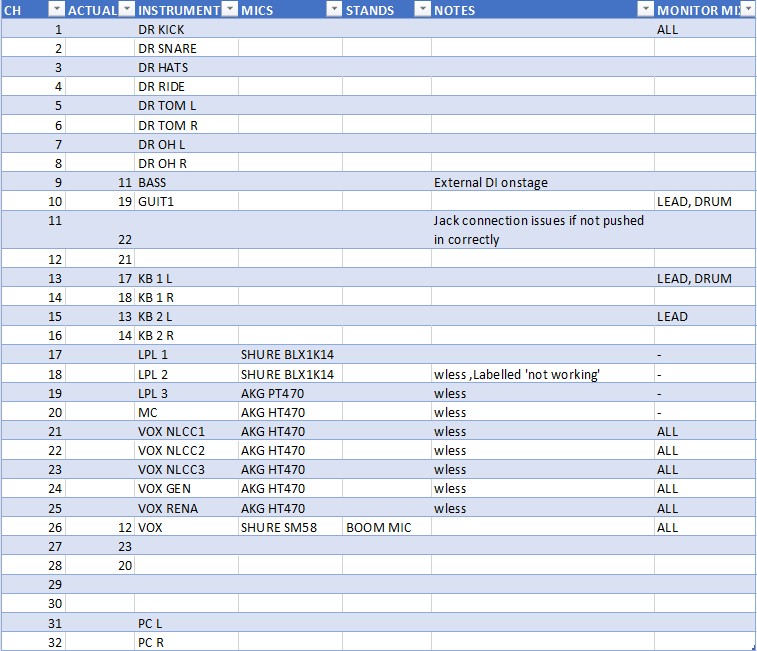 CH ACTUAL INSTRUMENT MICS STANDS NOTES MONITOR MI
1 DR KICK ALL
2 DR SNARE
3 DR HATS
4 DR RIDE
5 DR TOM L
6 DR TOM R
7 DR OH L
8 DR OH R
9 11 BASS External DI onstage
10 19 GUIT1 LEAD, DRUM
11 Jack connection issues if not pushed
22 in correctly
12 21
13 17 KB 1 L LEAD, DRUM
14 18 KB 1 R
15 13 KB 2 L LEAD
16 14 KB 2 R
17 LPL 1 SHURE BLX1K14 -
18 LPL 2 SHURE BLX1K14 wless ,Labelled 'not working' -
19 LPL 3 AKG PT470 wless -
20 MC AKG HT470 wless -
21 VOX NLCC1 AKG HT470 wless ALL
22 VOX NLCC2 AKG HT470 wless ALL
23 VOX NLCC3 AKG HT470 wless ALL
24 VOX GEN AKG HT470 wless ALL
25 VOX RENA AKG HT470 wless ALL
26 12 VOX SHURE SM58 BOOM MIC ALL
27 23
28 20
29
30
31 PC L
32 PC R